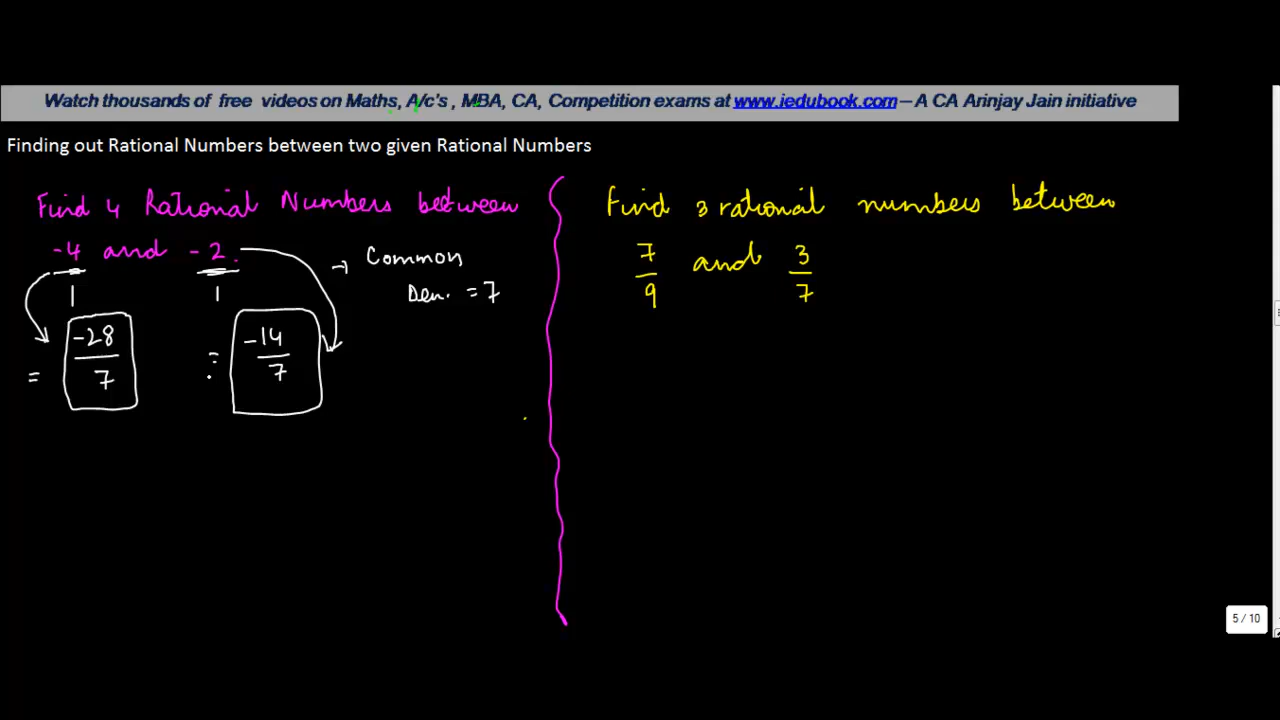 Watch thousands of free videos on Maths, A/c's , MBA, CA, Competition exams at www.iedubook.com – A CA Arinjay Jain initiative
Finding out Rational Numbers between two given Rational Numbers
Find 4 Rational Numbers between
-4 and -2.
1 1
→ Common
Den. = 7
= -28/7 = -14/7
Find 3 rational numbers between
7/9 and 3/7
5 / 10